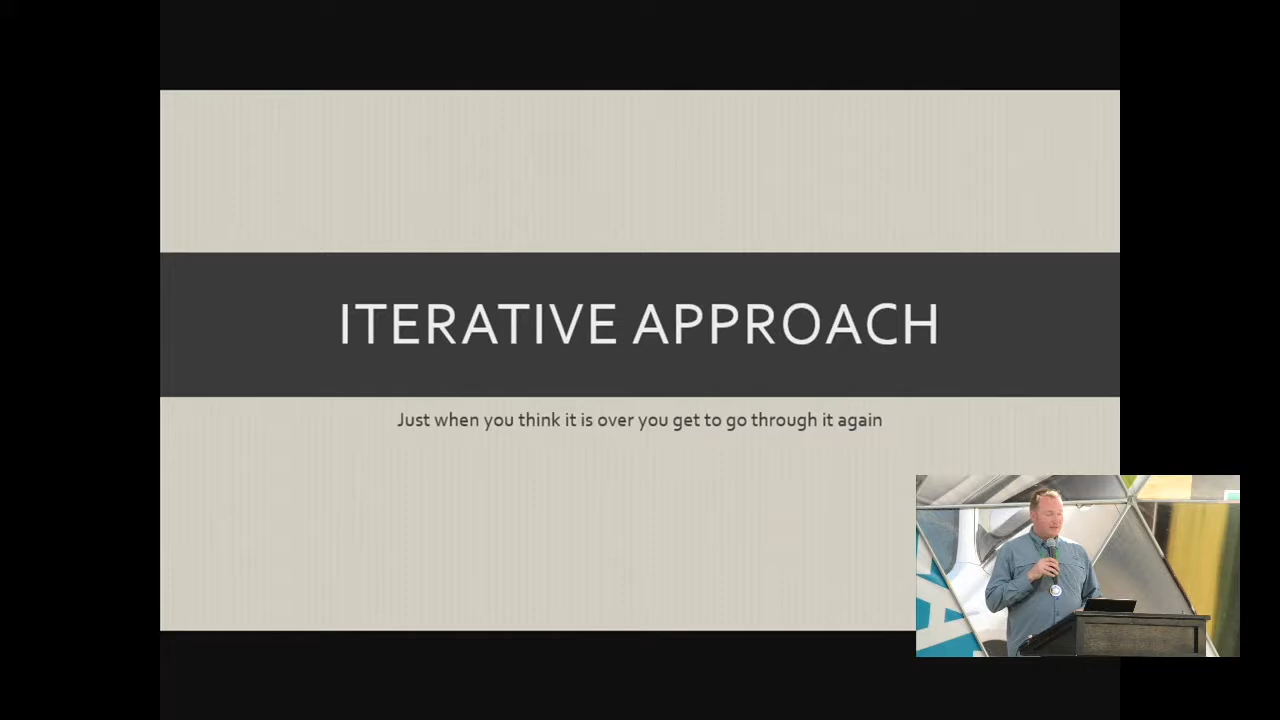 ITERATIVE APPROACH
Just when you think it is over you get to go through it again